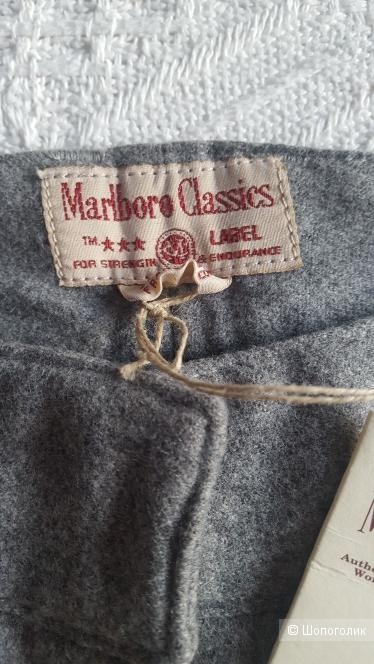 Marlboro Classics
TM ★★★ M LABEL
FOR STRENGTH & ENDURANCE
© Шопоголик